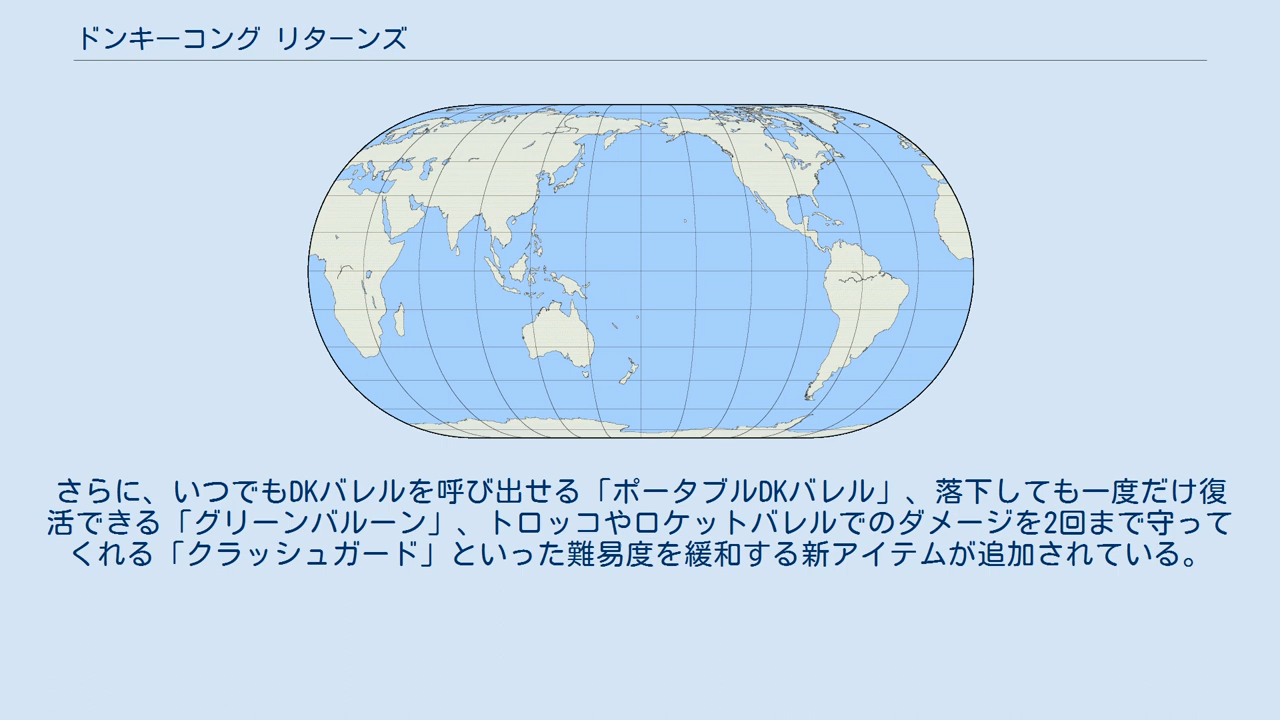 ドンキーコング リターンズ
さらに、いつでもDKバレルを呼び出せる「ポータブルDKバレル」、落下しても一度だけ復
活できる「グリーンバルーン」、トロッコやロケットバレルでのダメージを2回まで守って
くれる「クラッシュガード」といった難易度を緩和する新アイテムが追加されている。